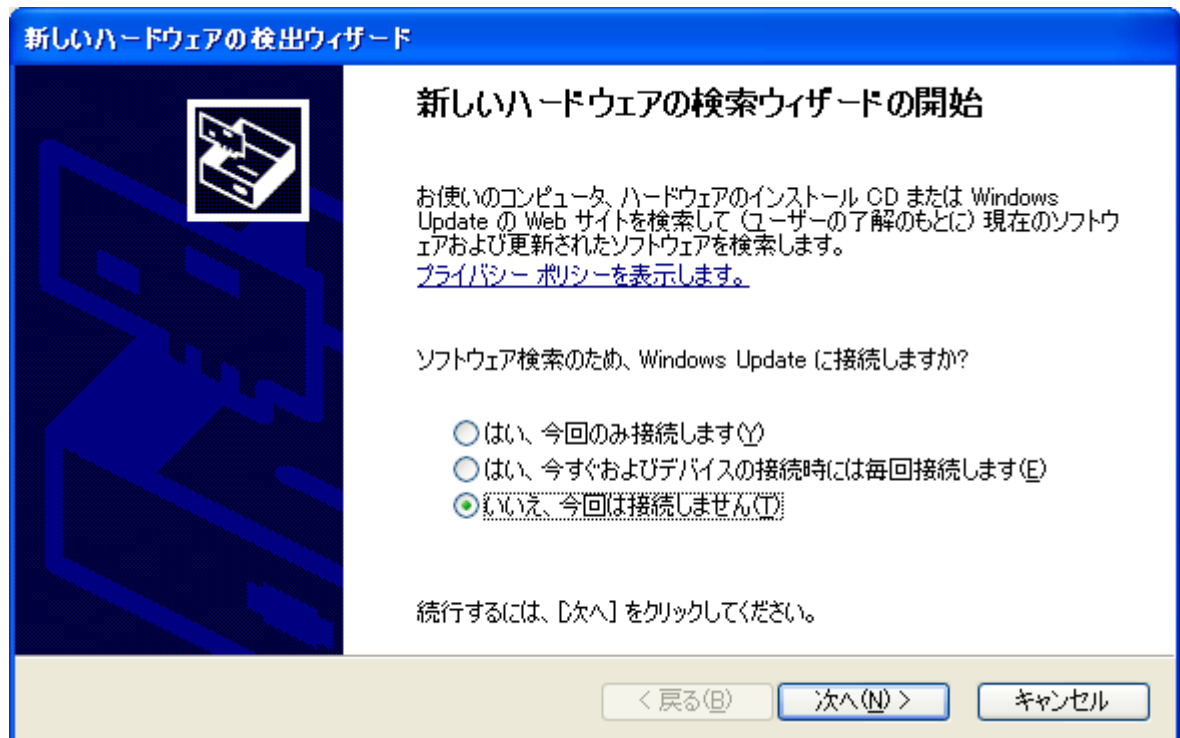 新しいハードウェアの検出ウィザード
新しいハードウェアの検索ウィザードの開始
お使いのコンピュータ、ハードウェアのインストール CD または Windows
Update の Web サイトを検索して (ユーザーの了解のもとに) 現在のソフトウ
ェアおよび更新されたソフトウェアを検索します。
プライバシー ポリシーを表示します。
ソフトウェア検索のため、Windows Update に接続しますか?
はい、今回のみ接続します(Y)
はい、今すぐおよびデバイスの接続時には毎回接続します(E)
いいえ、今回は接続しません(T)
続行するには、[次へ] をクリックしてください。
< 戻る(B)
次へ(N) >
キャンセル